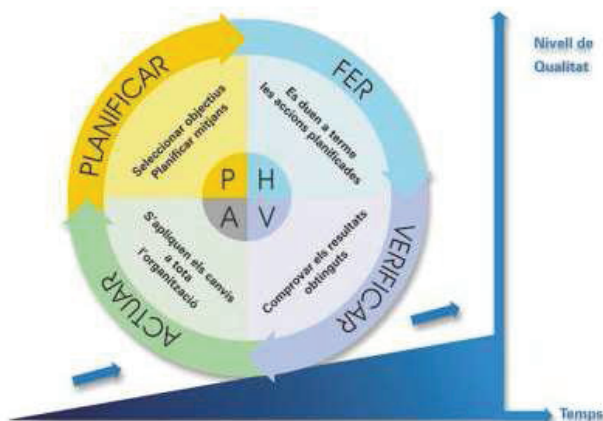 PLANIFICAR
FER
VERIFICAR
ACTUAR
Seleccionar objectius
Planificar mitjans
Es duen a terme
les accions planificades
P H
A V
S'apliquen els canvis
a tota
l'organització
Comprovar els resultats
obtinguts
Nivell de
Qualitat
Temps